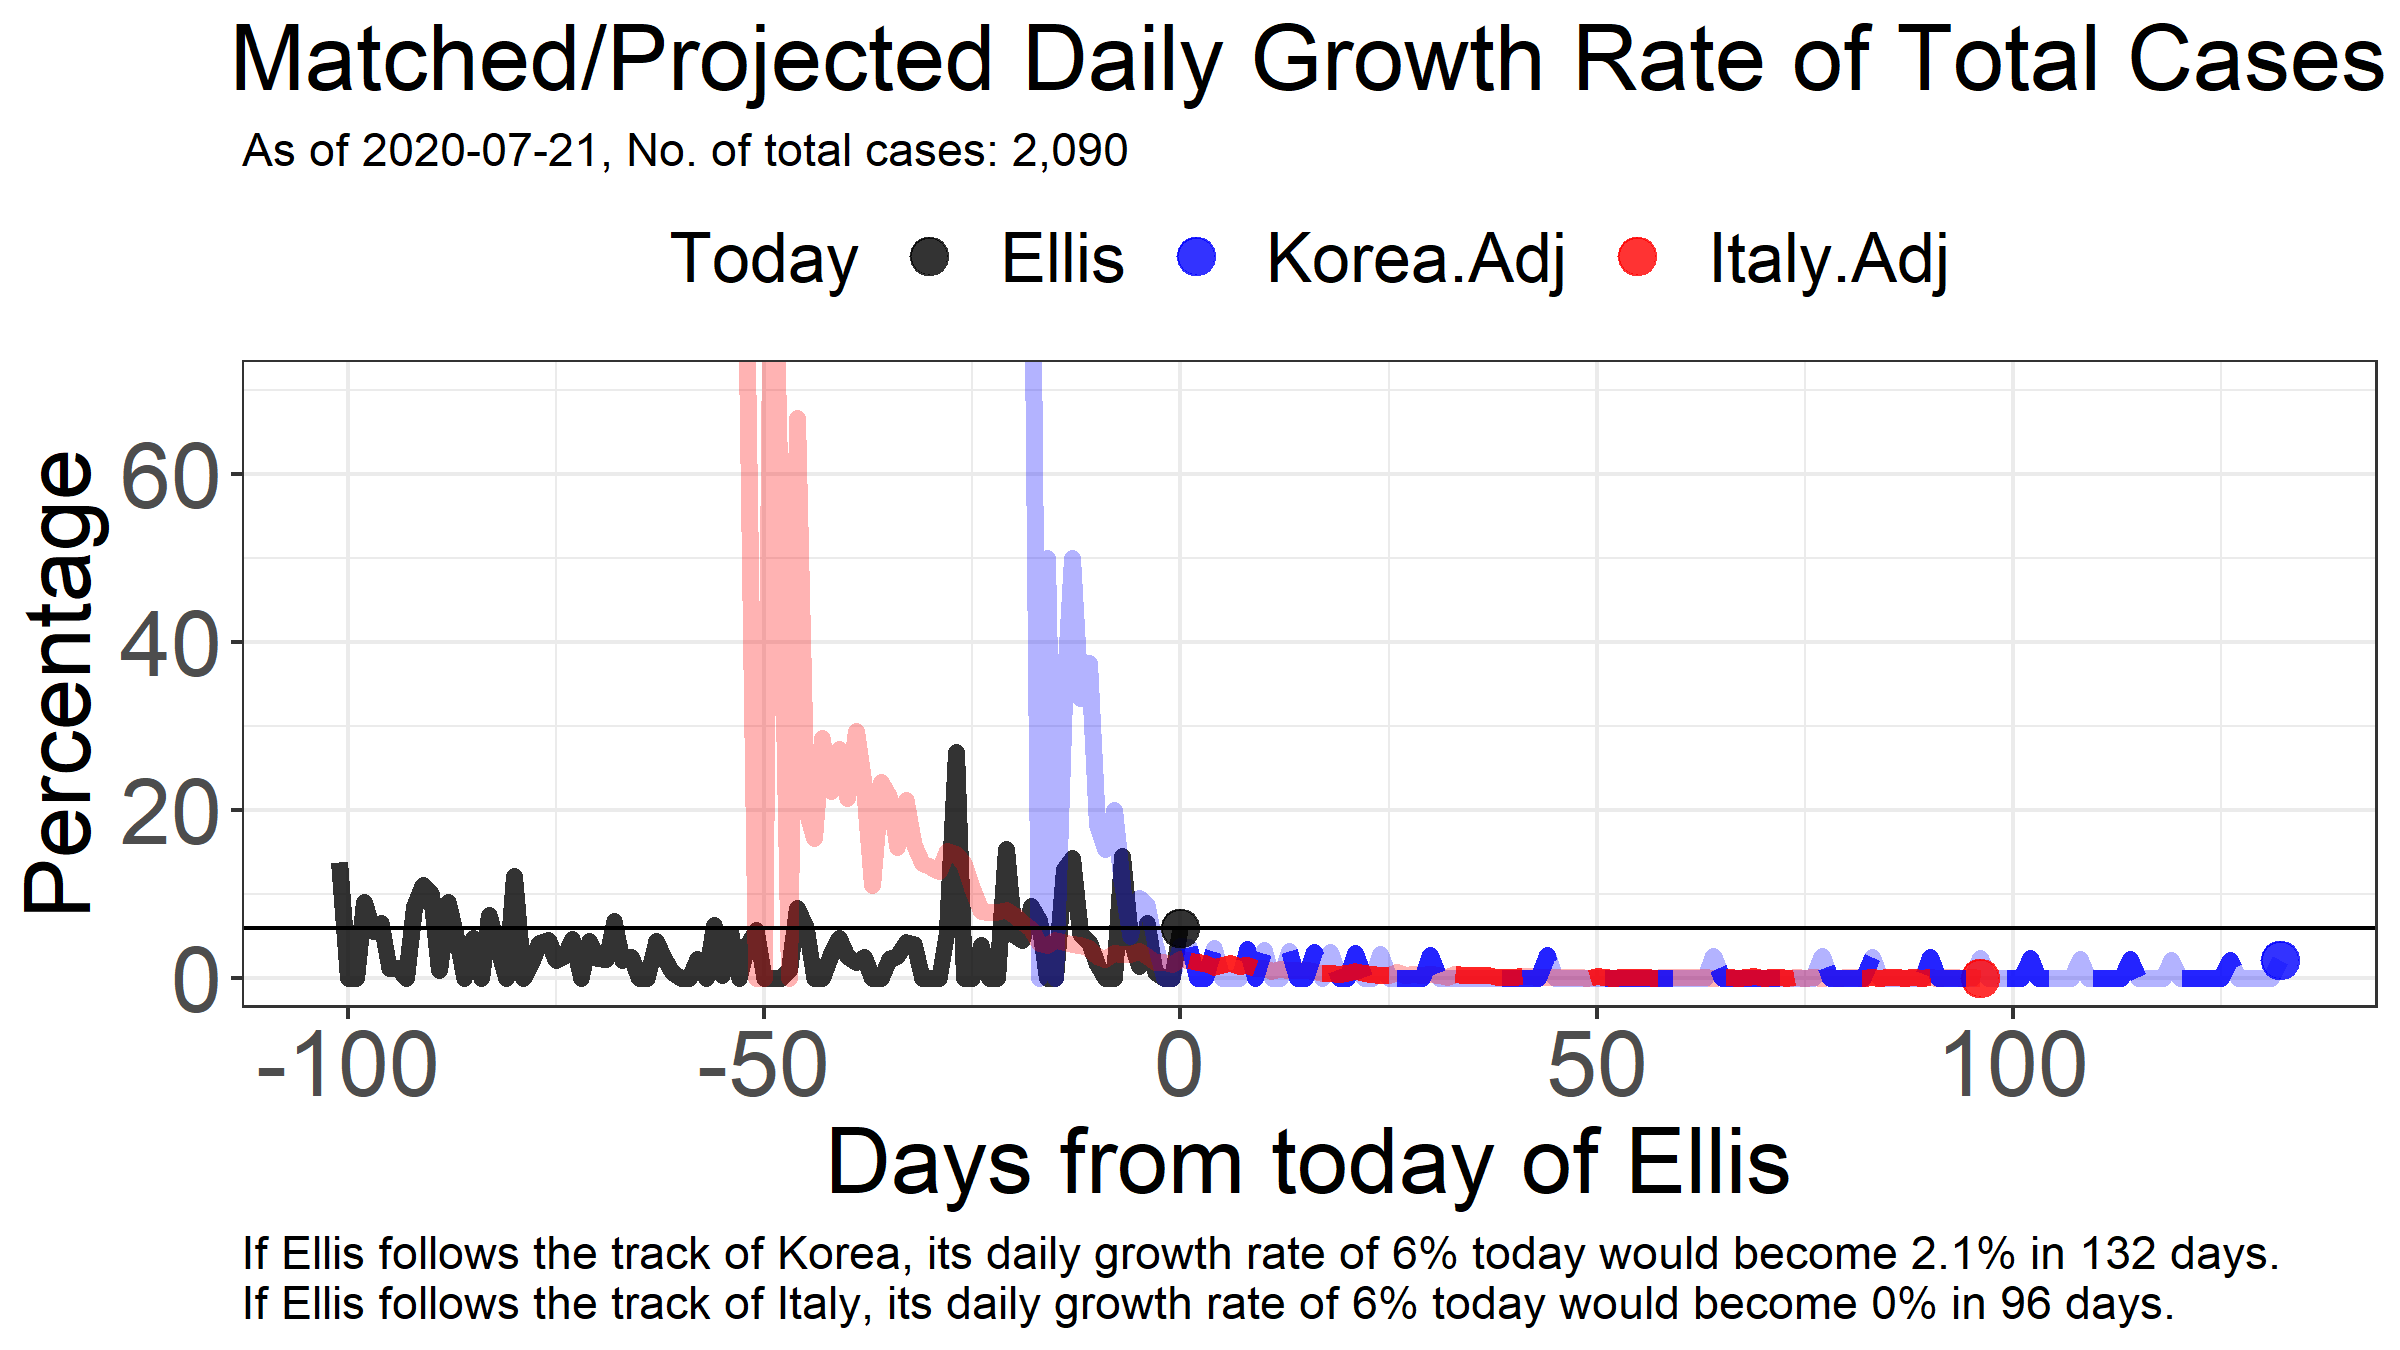 Matched/Projected Daily Growth Rate of Total Cases
As of 2020-07-21, No. of total cases: 2,090
Today Ellis Korea.Adj Italy.Adj
Percentage
60
40
20
0
-100 -50 0 50 100
Days from today of Ellis
If Ellis follows the track of Korea, its daily growth rate of 6% today would become 2.1% in 132 days.
If Ellis follows the track of Italy, its daily growth rate of 6% today would become 0% in 96 days.